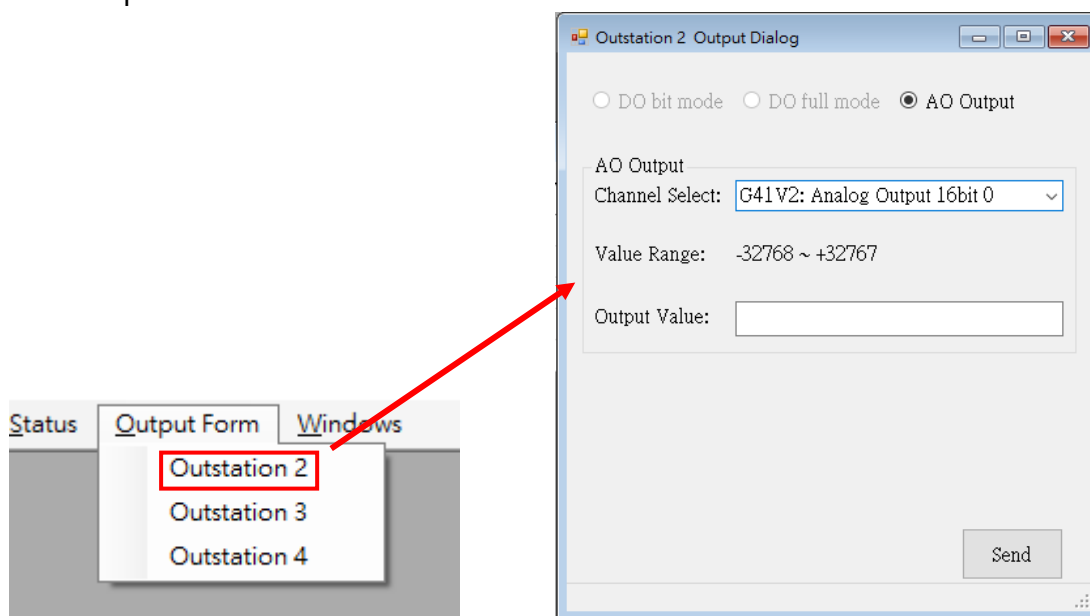 Outstation 2 Output Dialog
DO bit mode DO full mode AO Output
AO Output
Channel Select: G41V2: Analog Output 16bit 0
Value Range: -32768 ~ +32767
Output Value:
Send
Status Output Form Windows
Outstation 2
Outstation 3
Outstation 4